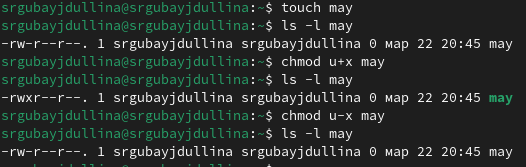 srgubayjdullina@srgubayjdullina:~$ touch may
srgubayjdullina@srgubayjdullina:~$ ls -l may
-rw-r--r--. 1 srgubayjdullina srgubayjdullina 0 мар 22 20:45 may
srgubayjdullina@srgubayjdullina:~$ chmod u+x may
srgubayjdullina@srgubayjdullina:~$ ls -l may
-rwxr--r--. 1 srgubayjdullina srgubayjdullina 0 мар 22 20:45 may
srgubayjdullina@srgubayjdullina:~$ chmod u-x may
srgubayjdullina@srgubayjdullina:~$ ls -l may
-rw-r--r--. 1 srgubayjdullina srgubayjdullina 0 мар 22 20:45 may